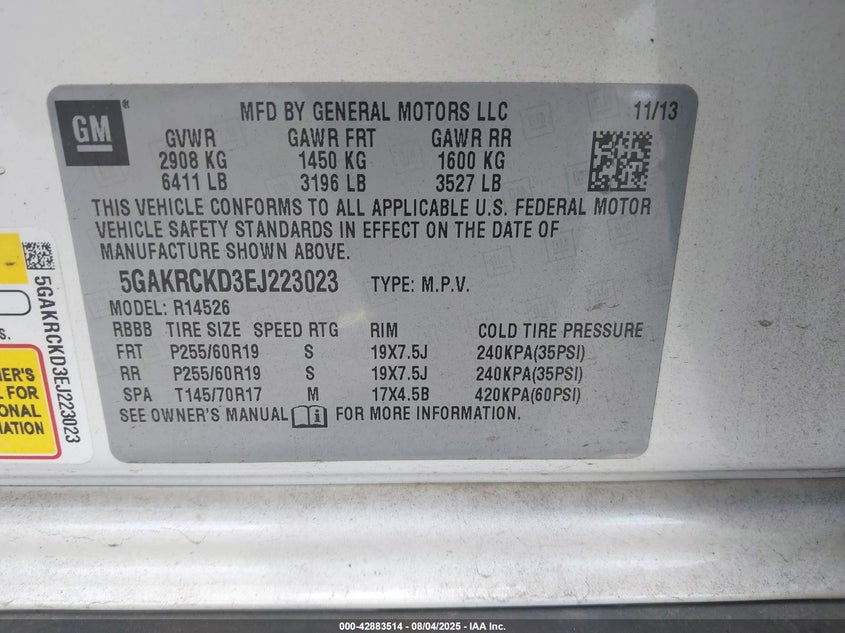 GM
®
MFD BY GENERAL MOTORS LLC 11/13
GVWR GAWR FRT GAWR RR
2908 KG 1450 KG 1600 KG
6411 LB 3196 LB 3527 LB
THIS VEHICLE CONFORMS TO ALL APPLICABLE U.S. FEDERAL MOTOR
VEHICLE SAFETY STANDARDS IN EFFECT ON THE DATE OF
MANUFACTURE SHOWN ABOVE.
5GAKRCKD3EJ223023 TYPE: M.P.V.
MODEL: R14526
RBBB TIRE SIZE SPEED RTG RIM COLD TIRE PRESSURE
FRT P255/60R19 S 19X7.5J 240KPA(35PSI)
RR P255/60R19 S 19X7.5J 240KPA(35PSI)
SPA T145/70R17 M 17X4.5B 420KPA(60PSI)
SEE OWNER'S MANUAL FOR MORE INFORMATION.
5GAKRCKD3EJ223023
S.
ER'S
FOR
ONAL
ATION
000-42883514 - 08/04/2025 - IAA Inc.